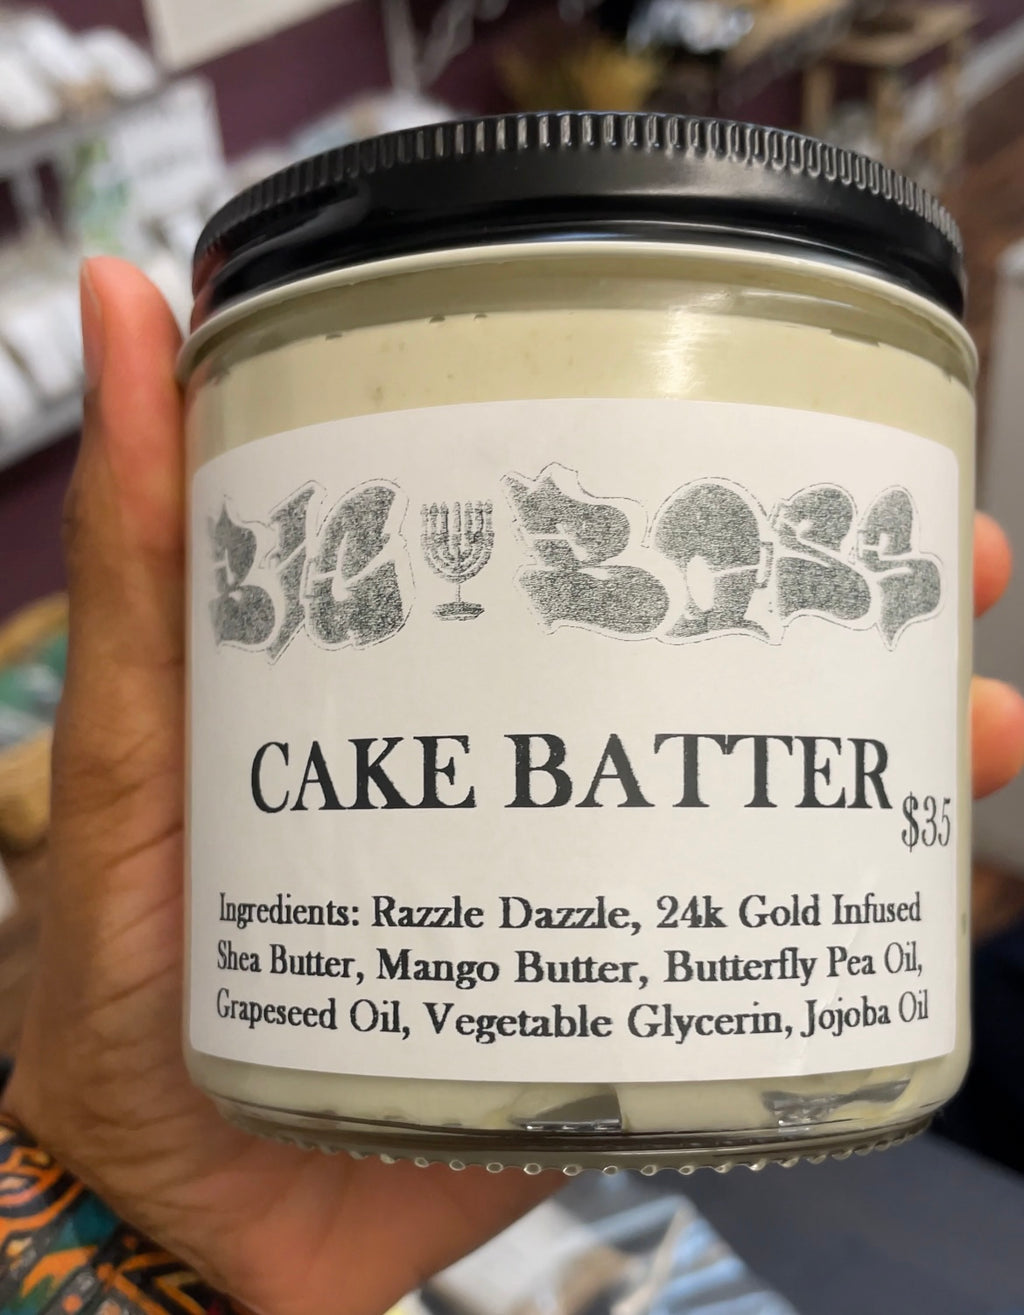 BIG BOSS
CAKE BATTER
$35
Ingredients: Razzle Dazzle, 24k Gold Infused
Shea Butter, Mango Butter, Butterfly Pea Oil,
Grapeseed Oil, Vegetable Glycerin, Jojoba Oil